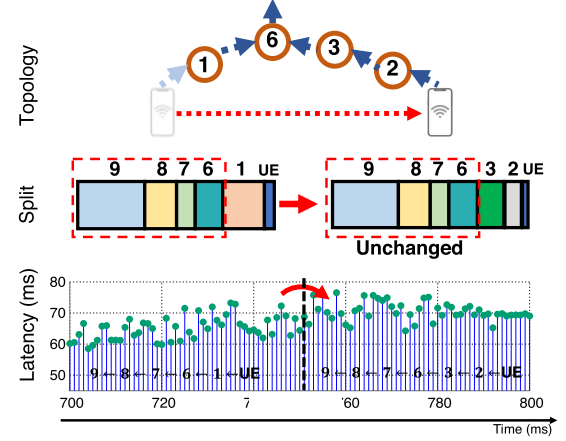 Topology
6
1
3
2
Split
9 8 7 6 1 UE
9 8 7 6 3 2 UE
Unchanged
Latency (ms)
80
70
60
50
9 ← 8 ← 7 ← 6 ← 1 ← UE
9 ← 8 ← 7 ← 6 ← 3 ← 2 ← UE
700 720 7 '60 780 800
Time (ms)